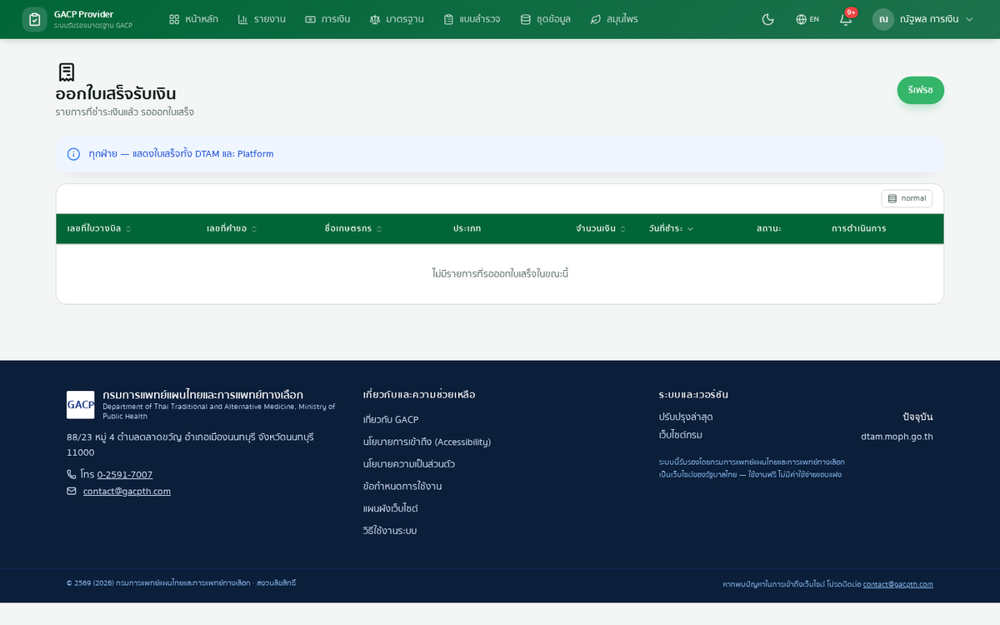 GACP Provider
ระบบรับรองมาตรฐาน GACP
หน้าหลัก
รายงาน
การเงิน
มาตรฐาน
แบบสำรวจ
ชุดข้อมูล
สมุนไพร
EN
9+
ณ
ณัฐพล การเงิน
ออกใบเสร็จรับเงิน
รายการที่ชำระเงินแล้ว รอออกใบเสร็จ
รีเฟรช
ทุกฝ่าย — แสดงใบเสร็จทั้ง DTAM และ Platform
normal
เลขที่ใบวางบิล
เลขที่คำขอ
ชื่อเกษตรกร
ประเภท
จำนวนเงิน
วันที่ชำระ
สถานะ
การดำเนินการ
ไม่มีรายการที่รอออกใบเสร็จในขณะนี้
GACP
กรมการแพทย์แผนไทยและการแพทย์ทางเลือก
Department of Thai Traditional and Alternative Medicine, Ministry of
Public Health
88/23 หมู่ 4 ตำบลตลาดขวัญ อำเภอเมืองนนทบุรี จังหวัดนนทบุรี
11000
โทร 0-2591-7007
contact@gacpth.com
เกี่ยวกับและความช่วยเหลือ
เกี่ยวกับ GACP
นโยบายการเข้าถึง (Accessibility)
นโยบายความเป็นส่วนตัว
ข้อกำหนดการใช้งาน
แผนผังเว็บไซต์
วิธีใช้งานระบบ
ระบบและเวอร์ชัน
ปรับปรุงล่าสุด
ปัจจุบัน
เว็บไซต์กรม
dtam.moph.go.th
ระบบนี้รับรองโดยกรมการแพทย์แผนไทยและการแพทย์ทางเลือก
เป็นเว็บไซต์ของรัฐบาลไทย — ใช้งานฟรี ไม่มีค่าใช้จ่ายแอบแฝง
© 2569 (2026) กรมการแพทย์แผนไทยและการแพทย์ทางเลือก · สงวนลิขสิทธิ์
หากพบปัญหาในการเข้าถึงเว็บไซต์ โปรดติดต่อ contact@gacpth.com